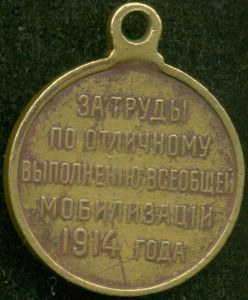 ЗА ТРУДЫ
ПО ОТЛИЧНОМУ
ВЫПОЛНЕНІЮ ВСЕОБЩЕЙ
МОБИЛИЗАЦІИ
1914 ГОДА